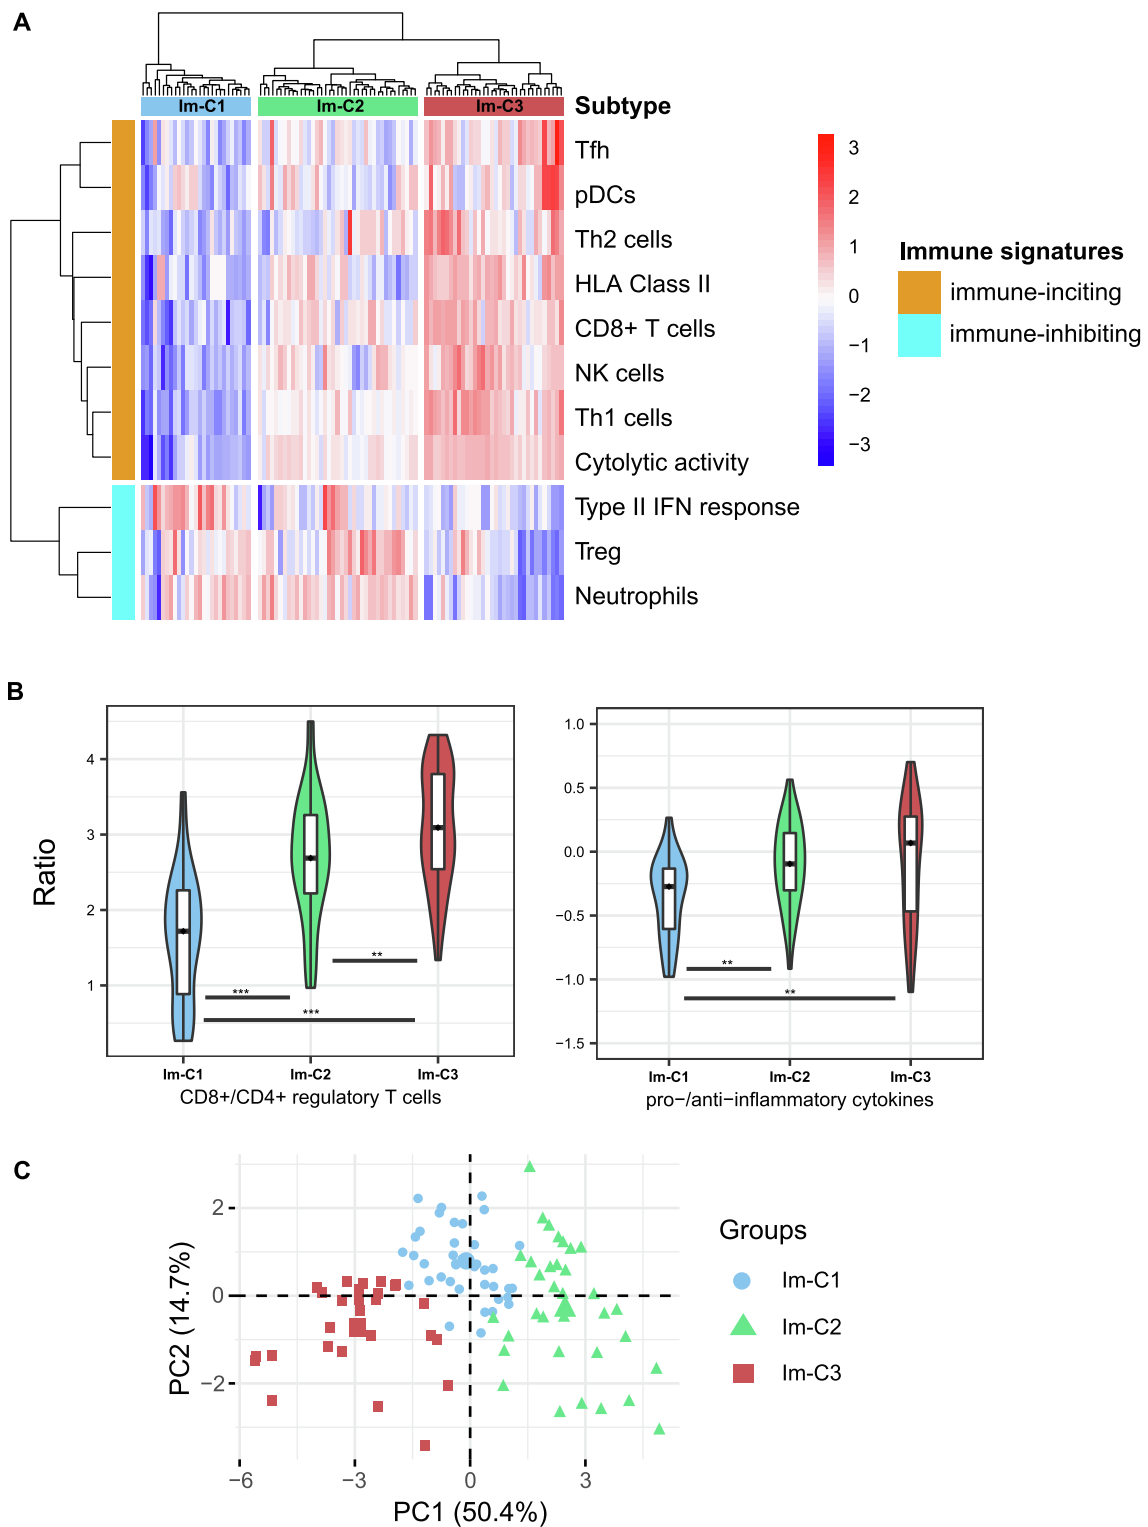 A
Im-C1
Im-C2
Im-C3
Subtype
Tfh
pDCs
Th2 cells
HLA Class II
CD8+ T cells
NK cells
Th1 cells
Cytolytic activity
Type II IFN response
Treg
Neutrophils
3
2
1
0
−1
−2
−3
Immune signatures
immune-inciting
immune-inhibiting
B
Ratio
4
3
2
1
**
***
***
Im-C1
Im-C2
Im-C3
CD8+/CD4+ regulatory T cells
1.0
0.5
0.0
−0.5
−1.0
−1.5
**
**
Im-C1
Im-C2
Im-C3
pro−/anti−inflammatory cytokines
C
PC2 (14.7%)
2
0
−2
−6
−3
0
3
PC1 (50.4%)
Groups
Im-C1
Im-C2
Im-C3